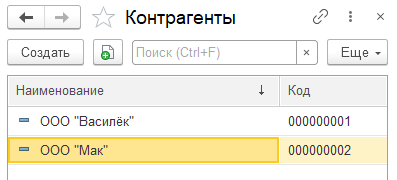 Контрагенты
Создать Поиск (Ctrl+F) × Еще
Наименование ↓ Код
ООО "Василёк" 000000001
ООО "Мак" 000000002